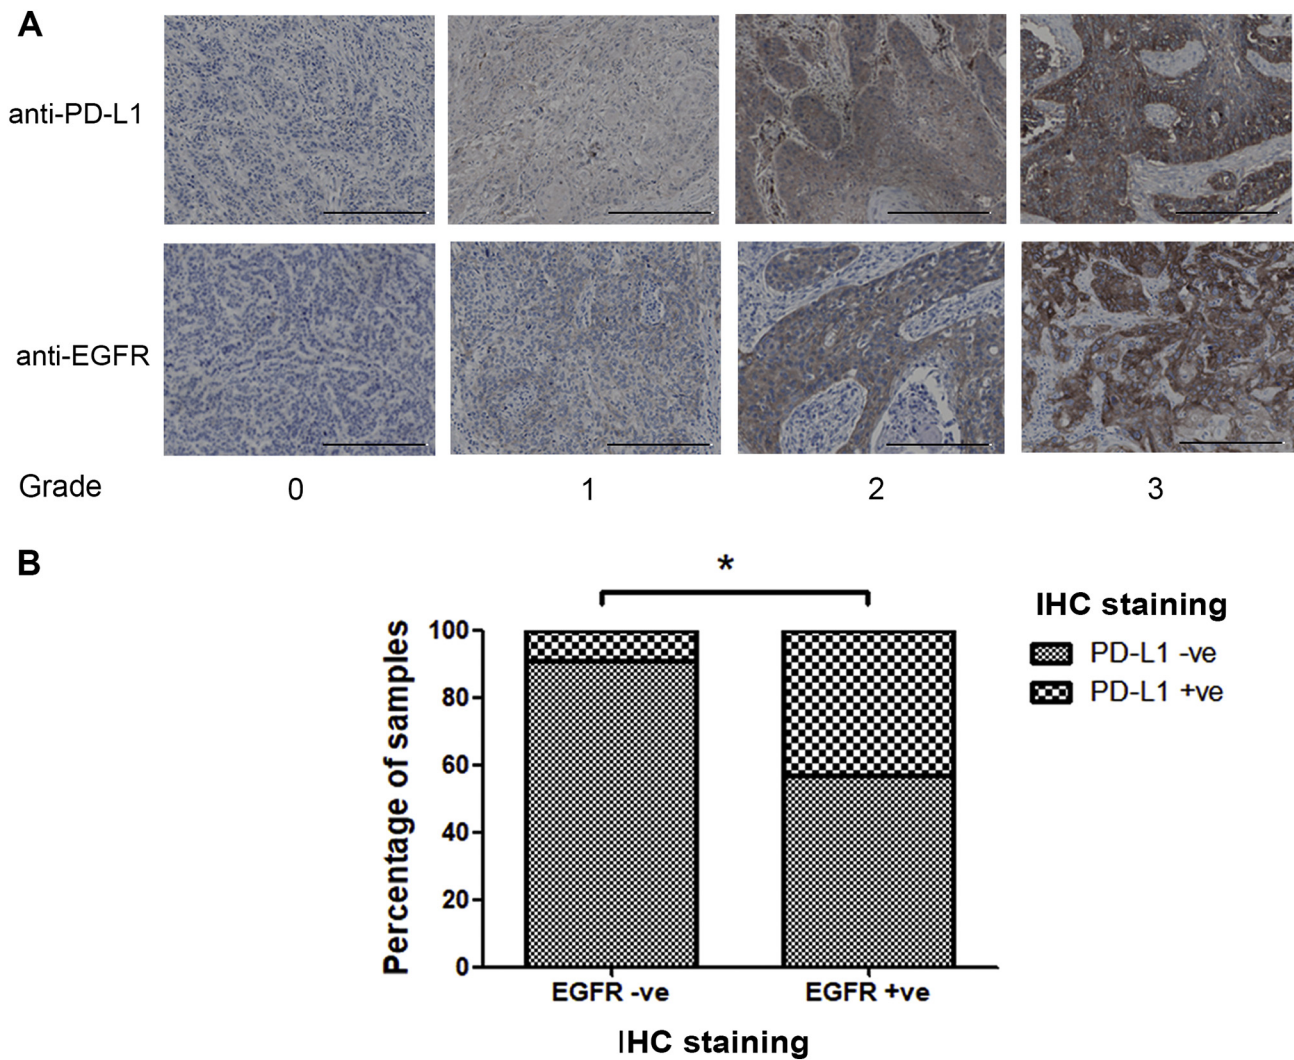 A
anti-PD-L1
anti-EGFR
Grade 0 1 2 3
B
*
IHC staining
PD-L1 -ve
PD-L1 +ve
Percentage of samples
100
80
60
40
20
0
EGFR -ve EGFR +ve
IHC staining